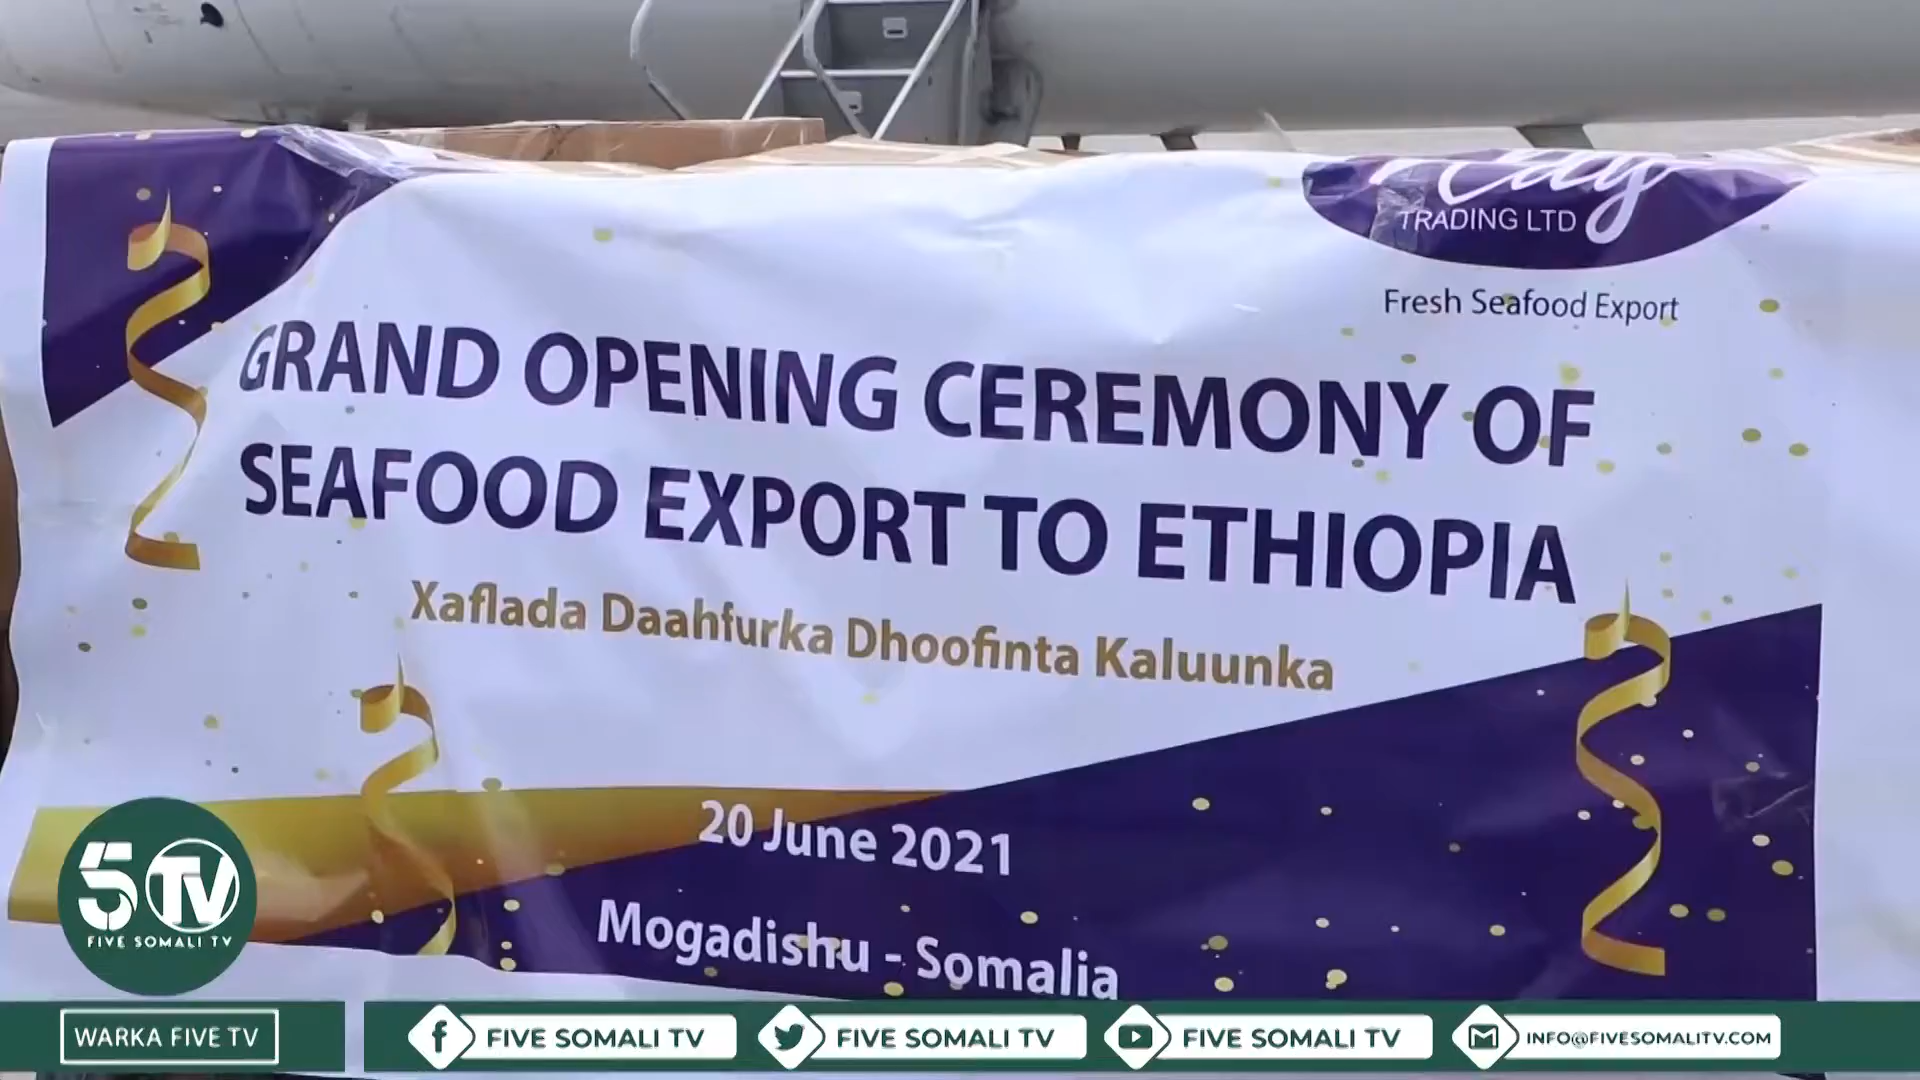 TRADING LTD
Fresh Seafood Export
GRAND OPENING CEREMONY OF
SEAFOOD EXPORT TO ETHIOPIA
Xaflada Daahfurka Dhoofinta Kaluunka
20 June 2021
Mogadishu - Somalia
5 TV
FIVE SOMALI TV
WARKA FIVE TV
FIVE SOMALI TV
FIVE SOMALI TV
FIVE SOMALI TV
INFO@FIVESOMALITV.COM